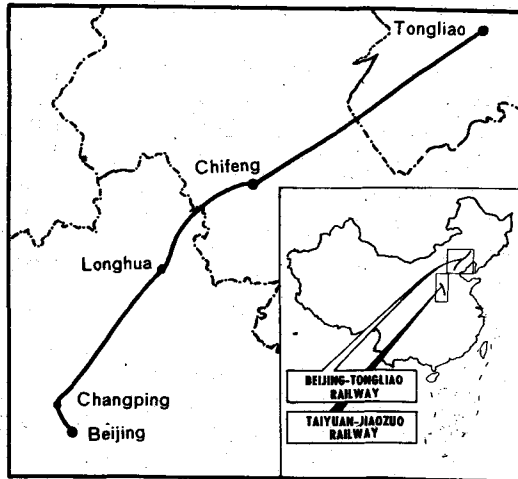 Tongliao
Chifeng
Longhua
Changping
Beijing
BEIJING-TONGLIAO
RAILWAY
TAIYUAN-JIAOZUO
RAILWAY